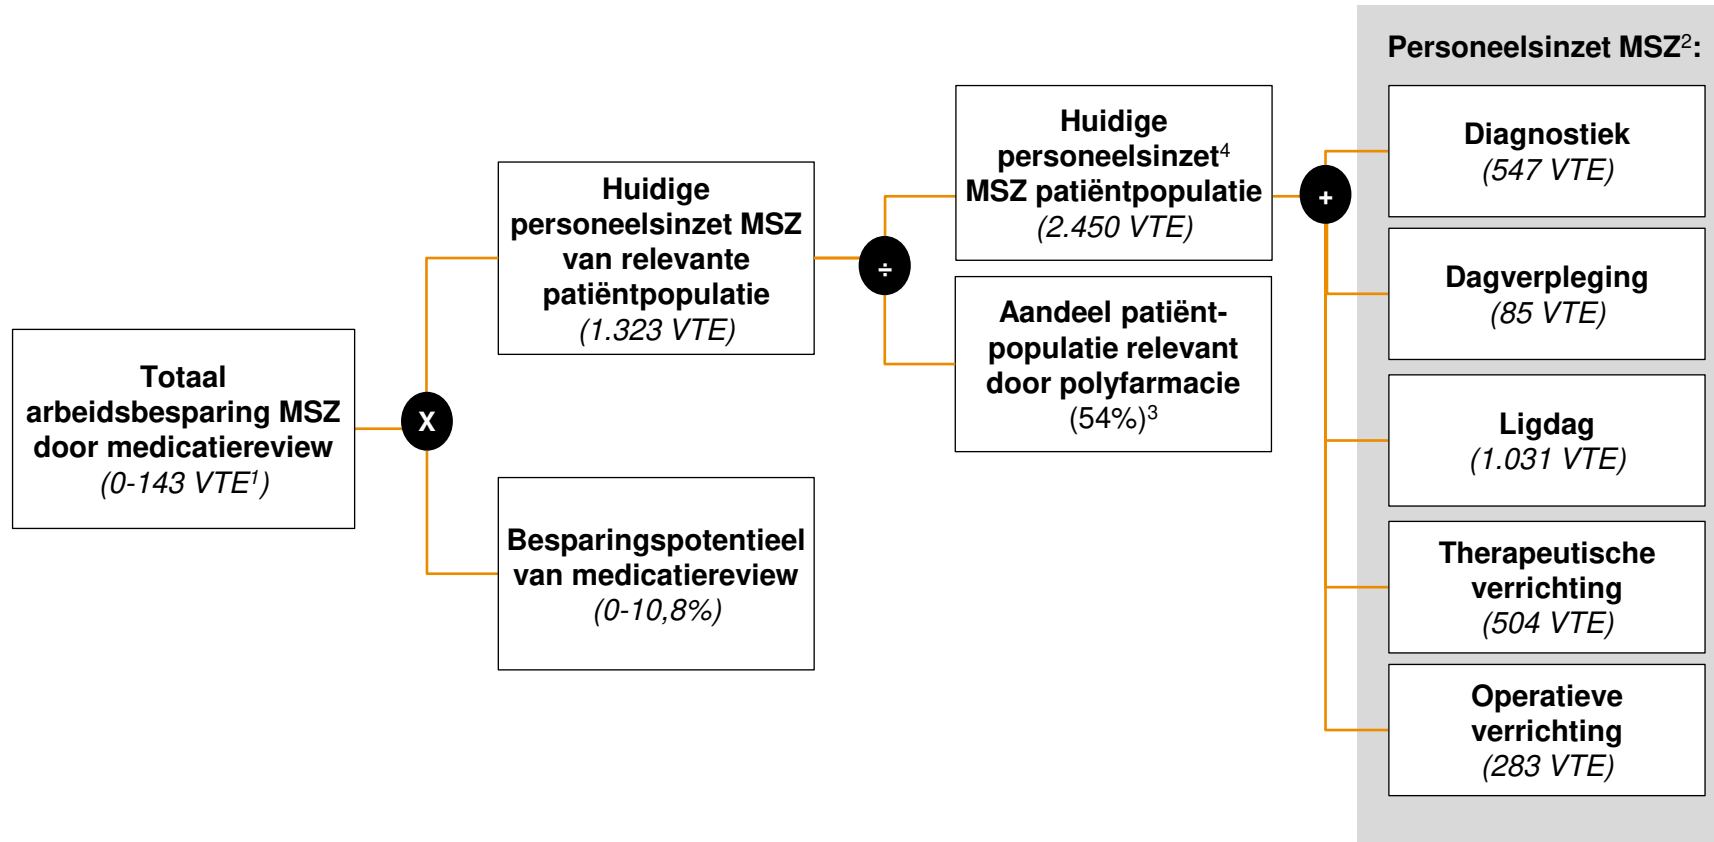 Totaal
arbeidsbesparing MSZ
door medicatiereview
(0-143 VTE¹)
X
Huidige
personeelsinzet MSZ
van relevante
patiëntpopulatie
(1.323 VTE)
Besparingspotentieel
van medicatiereview
(0-10,8%)
÷
Huidige
personeelsinzet⁴
MSZ patiëntpopulatie
(2.450 VTE)
Aandeel patiënt-
populatie relevant
door polyfarmacie
(54%)³
+
Personeelsinzet MSZ²:
Diagnostiek
(547 VTE)
Dagverpleging
(85 VTE)
Ligdag
(1.031 VTE)
Therapeutische
verrichting
(504 VTE)
Operatieve
verrichting
(283 VTE)